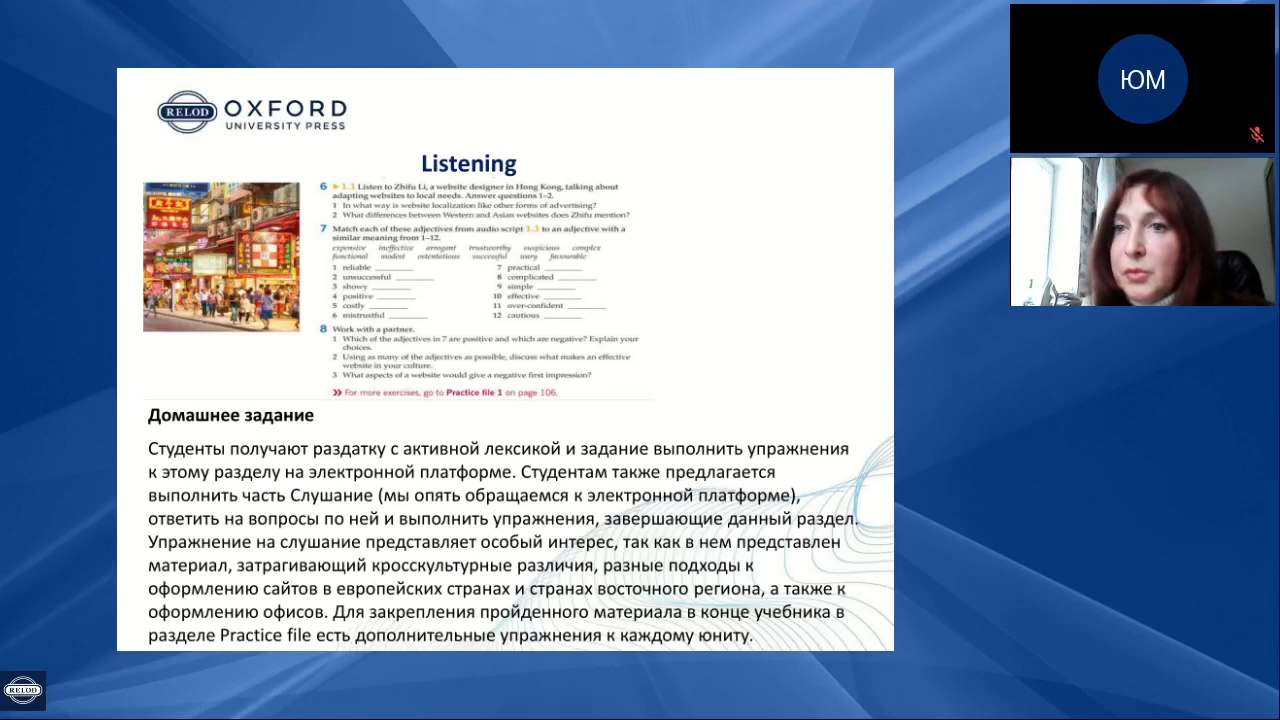 RELOD OXFORD
UNIVERSITY PRESS
Listening
6 ► 1.1 Listen to Zhifu Li, a website designer in Hong Kong, talking about
adapting websites to local needs. Answer questions 1–2.
1 In what way is website localization like other forms of advertising?
2 What differences between Western and Asian websites does Zhifu mention?
7 Match each of these adjectives from audio script 1.1 to an adjective with a
similar meaning from 1–12.
expensive ineffective arrogant trustworthy suspicious complex
functional modest ostentatious successful wary favourable
1 reliable ________ 7 practical ________
2 unsuccessful ________ 8 complicated ________
3 showy ________ 9 simple ________
4 positive ________ 10 effective ________
5 costly ________ 11 over-confident ________
6 mistrustful ________ 12 cautious ________
8 Work with a partner.
1 Which of the adjectives in 7 are positive and which are negative? Explain your
choices.
2 Using as many of the adjectives as possible, discuss what makes an effective
website in your culture.
3 What aspects of a website would give a negative first impression?
For more exercises, go to Practice file 1 on page 106.
Домашнее задание
Студенты получают раздатку с активной лексикой и задание выполнить упражнения
к этому разделу на электронной платформе. Студентам также предлагается
выполнить часть Слушание (мы опять обращаемся к электронной платформе),
ответить на вопросы по ней и выполнить упражнения, завершающие данный раздел.
Упражнение на слушание представляет особый интерес, так как в нем представлен
материал, затрагивающий кросскультурные различия, разные подходы к
оформлению сайтов в европейских странах и странах восточного региона, а также к
оформлению офисов. Для закрепления пройденного материала в конце учебника в
разделе Practice file есть дополнительные упражнения к каждому юниту.
ЮМ
RELOD